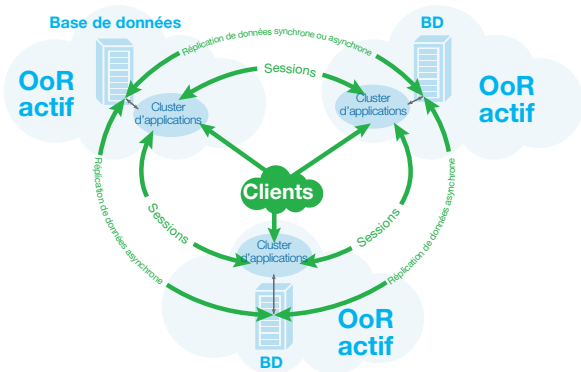 Base de données
BD
Réplication de données synchrone ou asynchrone
OoR
actif
Sessions
OoR
actif
Cluster
d'applications
Cluster
d'applications
Réplication de données asynchrone
Clients
Réplication de données asynchrone
Sessions
Sessions
Cluster
d'applications
OoR
actif
BD